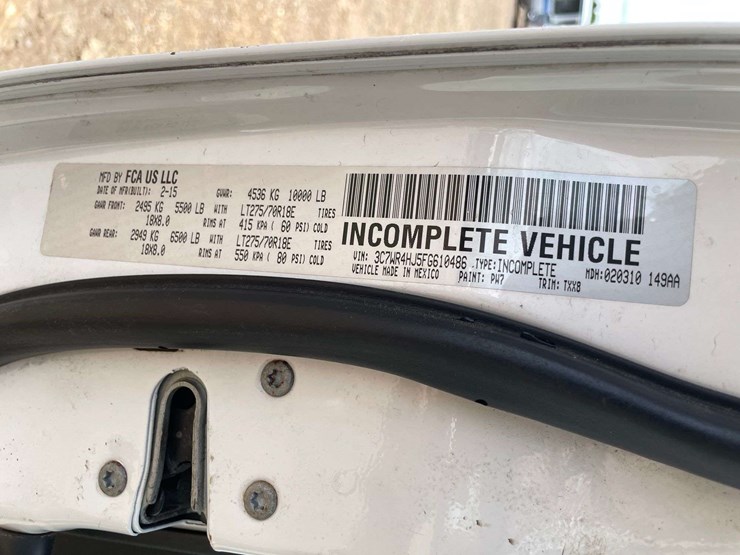 MFD BY FCA US LLC
DATE OF MFR(BUILT): 2-15 GVWR: 4536 KG 10000 LB
GAWR FRONT: 2495 KG 5500 LB WITH LT275/70R18E TIRES
18X8.0 RIMS AT 415 KPA ( 60 PSI) COLD
GAWR REAR: 2949 KG 6500 LB WITH LT275/70R18E TIRES
18X8.0 RIMS AT 550 KPA ( 80 PSI) COLD
INCOMPLETE VEHICLE
VIN: 3C7WR4HJ5FG610486 TYPE: INCOMPLETE MDH: 020310 149AA
VEHICLE MADE IN MEXICO PAINT: PW7 TRIM: TXX8